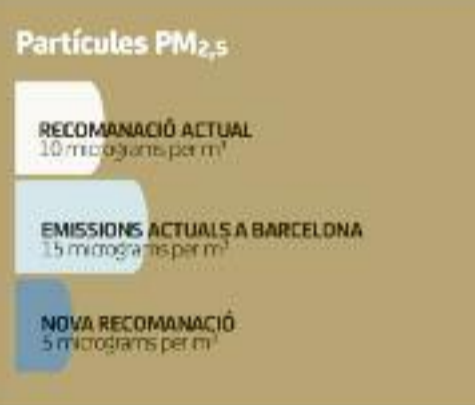 Partícules PM2,5
RECOMANACIÓ ACTUAL
10 micrograms per m³
EMISSIONS ACTUALS A BARCELONA
15 micrograms per m³
NOVA RECOMANACIÓ
5 micrograms per m³